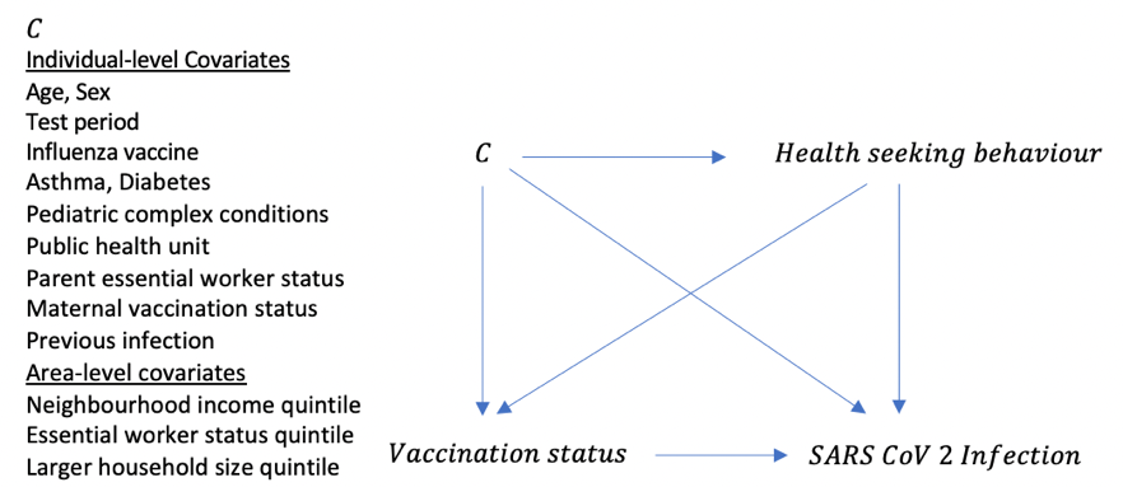 C
Individual-level Covariates
Age, Sex
Test period
Influenza vaccine
Asthma, Diabetes
Pediatric complex conditions
Public health unit
Parent essential worker status
Maternal vaccination status
Previous infection
Area-level covariates
Neighbourhood income quintile
Essential worker status quintile
Larger household size quintile
C
Health seeking behaviour
Vaccination status
SARS CoV 2 Infection